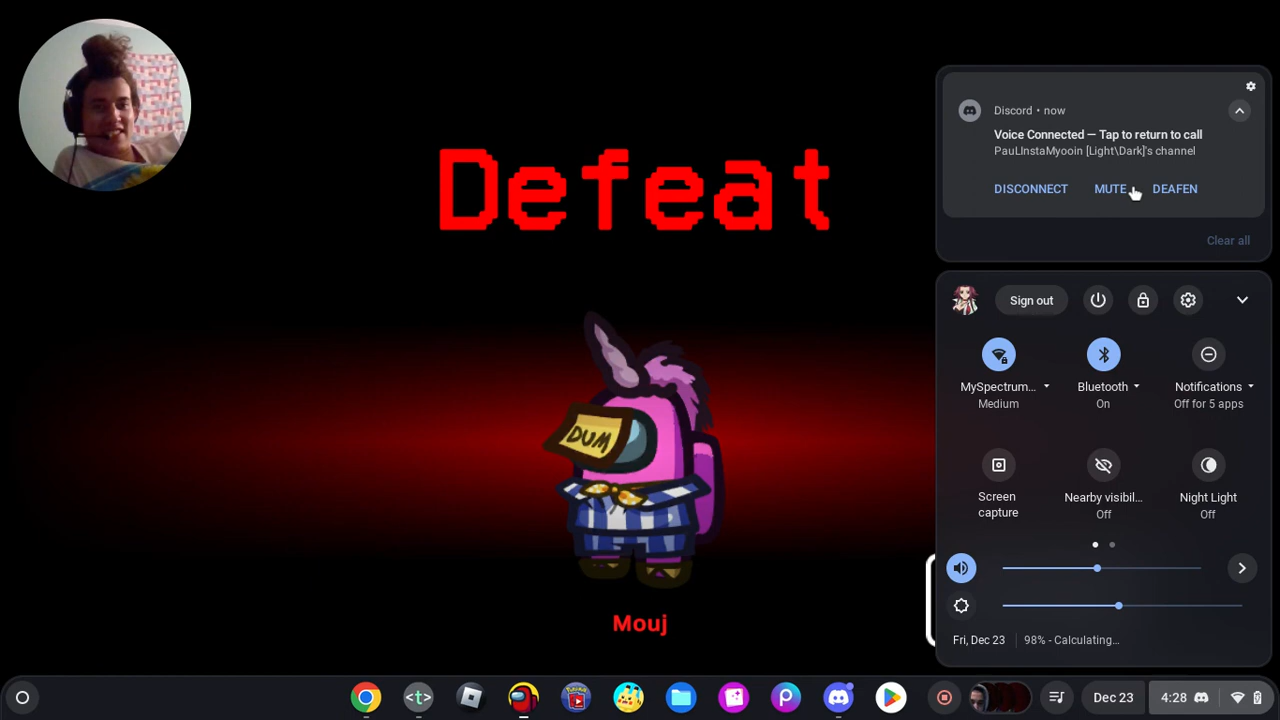 Defeat
DUM
Mouj
Discord • now
Voice Connected — Tap to return to call
PauLInstaMyooin [Light\Dark]'s channel
DISCONNECT MUTE DEAFEN
Clear all
Sign out
MySpectrum... Bluetooth Notifications
Medium On Off for 5 apps
Screen capture Nearby visibil... Night Light
Off Off
Fri, Dec 23 98% - Calculating...
<t> Dec 23 4:28